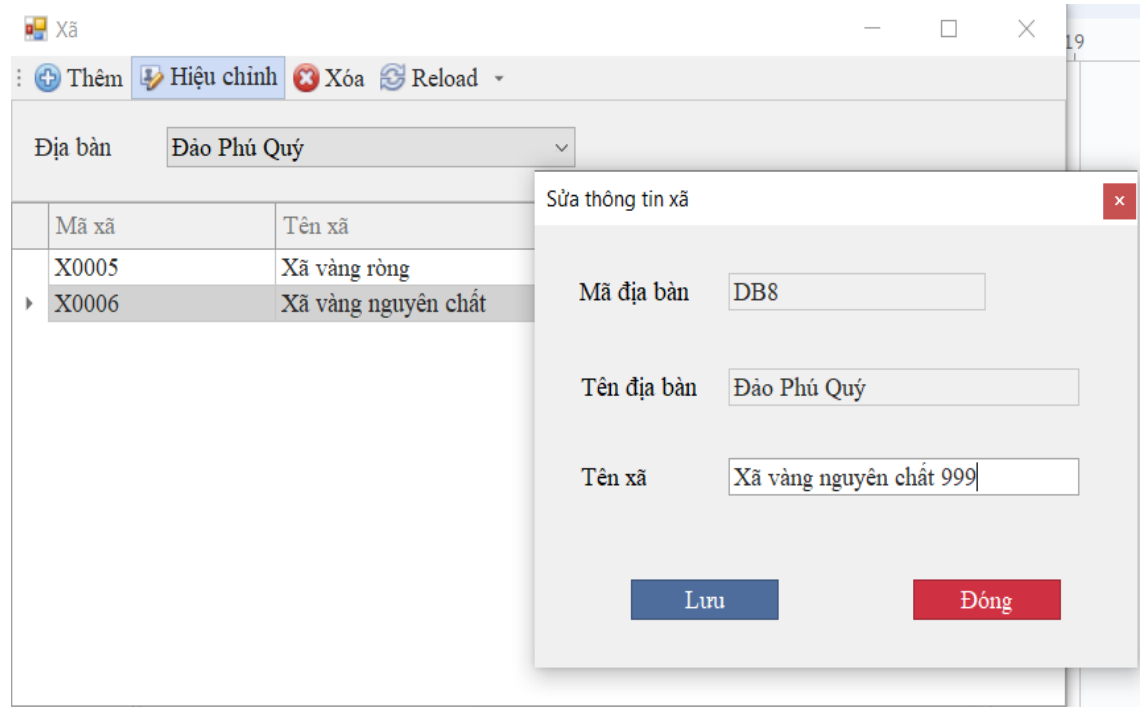 Xã
19
Thêm Hiệu chỉnh Xóa Reload
Địa bàn Đảo Phú Quý
Mã xã Tên xã
X0005 Xã vàng ròng
X0006 Xã vàng nguyên chất
Sửa thông tin xã
Mã địa bàn DB8
Tên địa bàn Đảo Phú Quý
Tên xã Xã vàng nguyên chất 999
Lưu Đóng